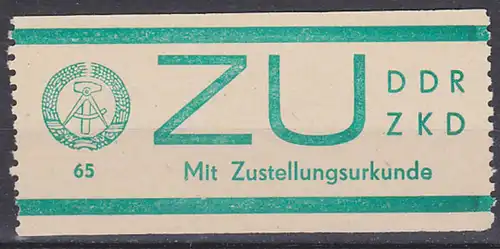 ZU
DDR
ZKD
65
Mit Zustellungsurkunde